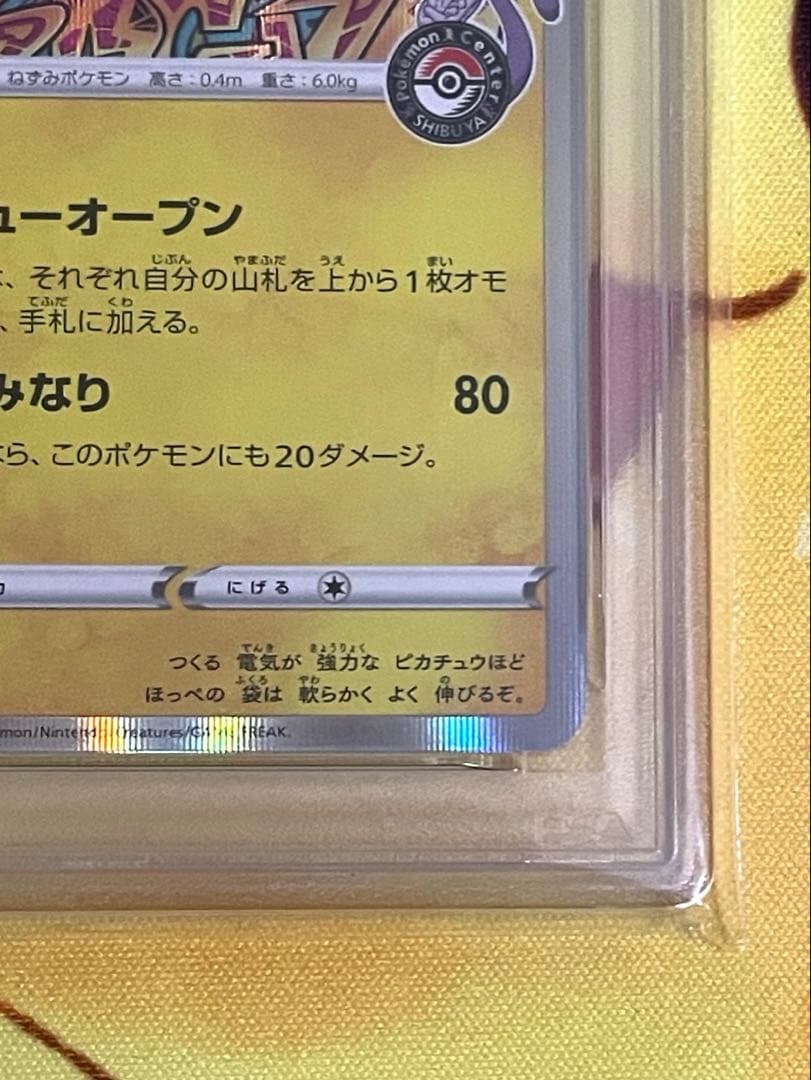 ねずみポケモン 高さ:0.4m 重さ:6.0kg
Pokémon Center
SHIBUYA
ューオープン
、それぞれ自分の山札を上から1枚オモ
、手札に加える。
みなり 80
ら、このポケモンにも20ダメージ。
にげる
つくる 電気が 強力な ピカチュウほど
ほっぺの 袋は 軟らかく よく 伸びるぞ。
mon/Nintendo/Creatures/GAME FREAK.